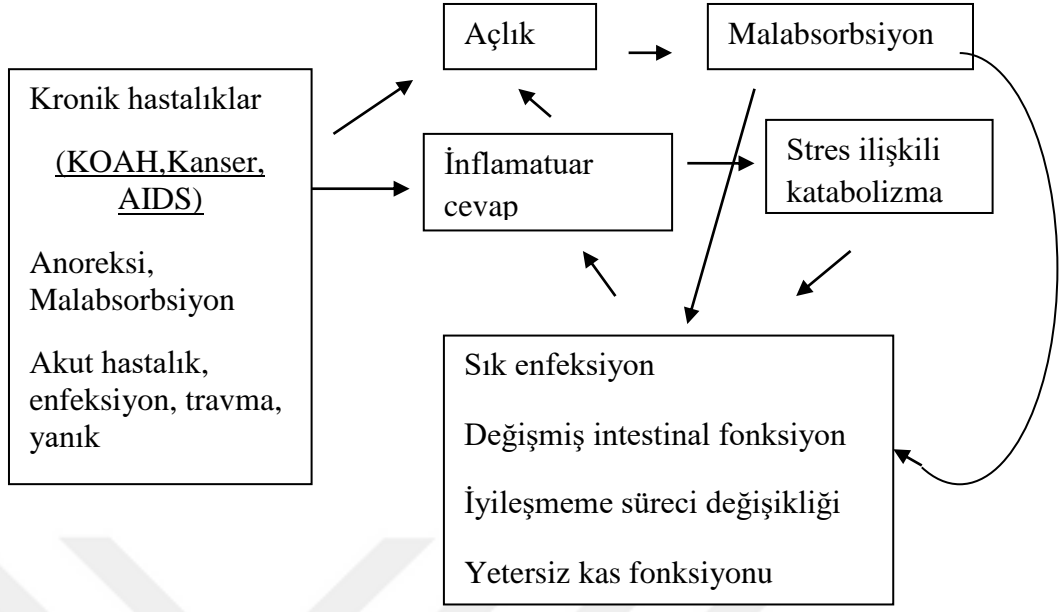 Açlık
Malabsorbsiyon
Kronik hastalıklar
(KOAH,Kanser,
AIDS)
Anoreksi,
Malabsorbsiyon
Akut hastalık,
enfeksiyon, travma,
yanık
İnflamatuar
cevap
Stres ilişkili
katabolizma
Sık enfeksiyon
Değişmiş intestinal fonksiyon
İyileşmeme süreci değişikliği
Yetersiz kas fonksiyonu